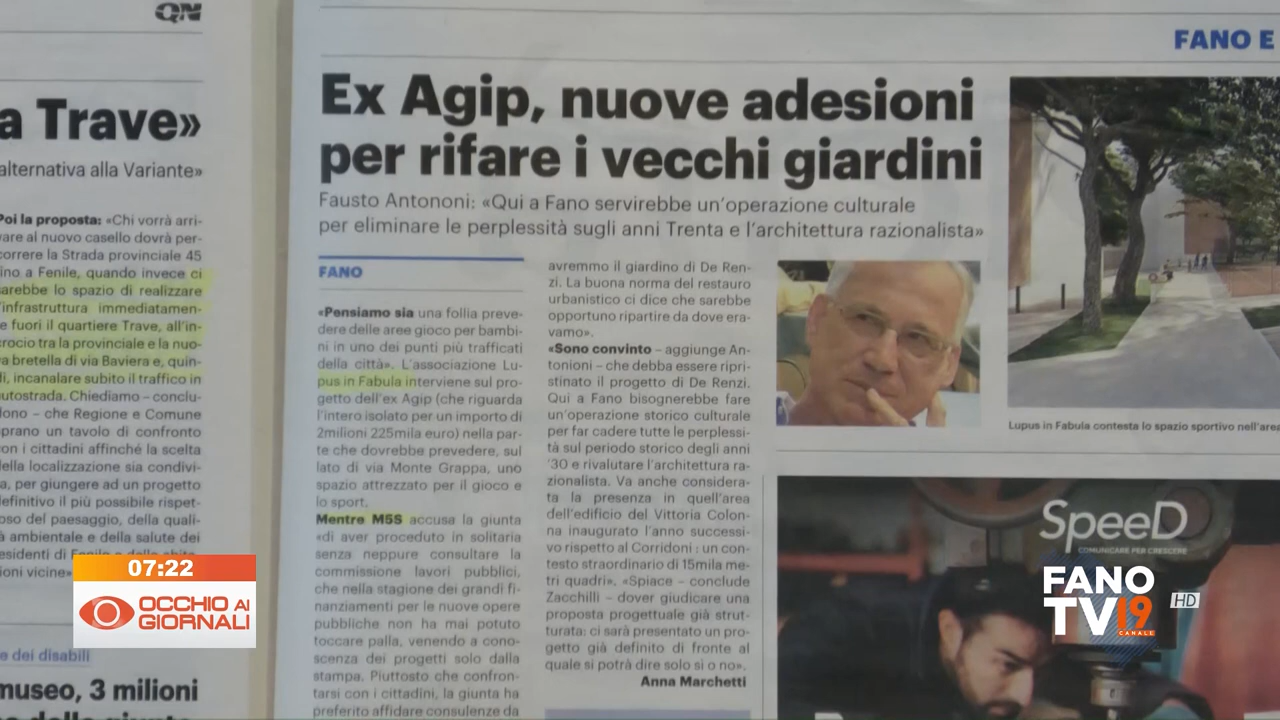 QN
a Trave»
alternativa alla Variante»
Poi la proposta: «Chi vorrà arri-
vare al nuovo casello dovrà per-
correre la Strada provinciale 45
fino a Fenile, quando invece ci
sarebbe lo spazio di realizzare
l'infrastruttura immediatamen-
e fuori il quartiere Trave, all'in-
crocio tra la provinciale e la nuo-
va bretella di via Baviera e, quin-
di, incanalare subito il traffico in
autostrada. Chiediamo – conclu-
dono – che Regione e Comune
aprano un tavolo di confronto
con i cittadini affinché la scelta
della localizzazione sia condivi-
a, per giungere ad un progetto
definitivo il più possibile rispet-
oso del paesaggio, della quali-
à ambientale e della salute dei
residenti di Fenile e delle abita-
ioni vicine»
e dei disabili
museo, 3 milioni
FANO E
Ex Agip, nuove adesioni
per rifare i vecchi giardini
Fausto Antononi: «Qui a Fano servirebbe un'operazione culturale
per eliminare le perplessità sugli anni Trenta e l'architettura razionalista»
FANO
«Pensiamo sia una follia preve-
dere delle aree gioco per bambi-
ni in uno dei punti più trafficati
della città». L'associazione Lu-
pus in Fabula interviene sul pro-
getto dell'ex Agip (che riguarda
l'intero isolato per un importo di
2milioni 225mila euro) nella par-
te che dovrebbe prevedere, sul
lato di via Monte Grappa, uno
spazio attrezzato per il gioco e
lo sport.
Mentre M5S accusa la giunta
«di aver proceduto in solitaria
senza neppure consultare la
commissione lavori pubblici,
che nella stagione dei grandi fi-
nanziamenti per le nuove opere
pubbliche non ha mai potuto
toccare palla, venendo a cono-
scenza dei progetti solo dalla
stampa. Piuttosto che confron-
tarsi con i cittadini, la giunta ha
preferito affidare consulenze da
avremmo il giardino di De Ren-
zi. La buona norma del restauro
urbanistico ci dice che sarebbe
opportuno ripartire da dove era-
vamo».
«Sono convinto – aggiunge An-
tonioni – che debba essere ripri-
stinato il progetto di De Renzi.
Qui a Fano bisognerebbe fare
un'operazione storico culturale
per far cadere tutte le perplessi-
tà sul periodo storico degli anni
'30 e rivalutare l'architettura ra-
zionalista. Va anche considera-
ta la presenza in quell'area
dell'edificio del Vittoria Colon-
na inaugurato l'anno successi-
vo rispetto al Corridoni : un con-
testo straordinario di 15mila me-
tri quadri». «Spiace – conclude
Zacchilli – dover giudicare una
proposta progettuale già strut-
turata: ci sarà presentato un pro-
getto già definito di fronte al
quale si potrà dire solo sì o no».
Anna Marchetti
Lupus in Fabula contesta lo spazio sportivo nell'area
SpeeD
COMUNICARE PER CRESCERE
FANO
TV 19
CANALE
HD
07:22
OCCHIO AI
GIORNALI